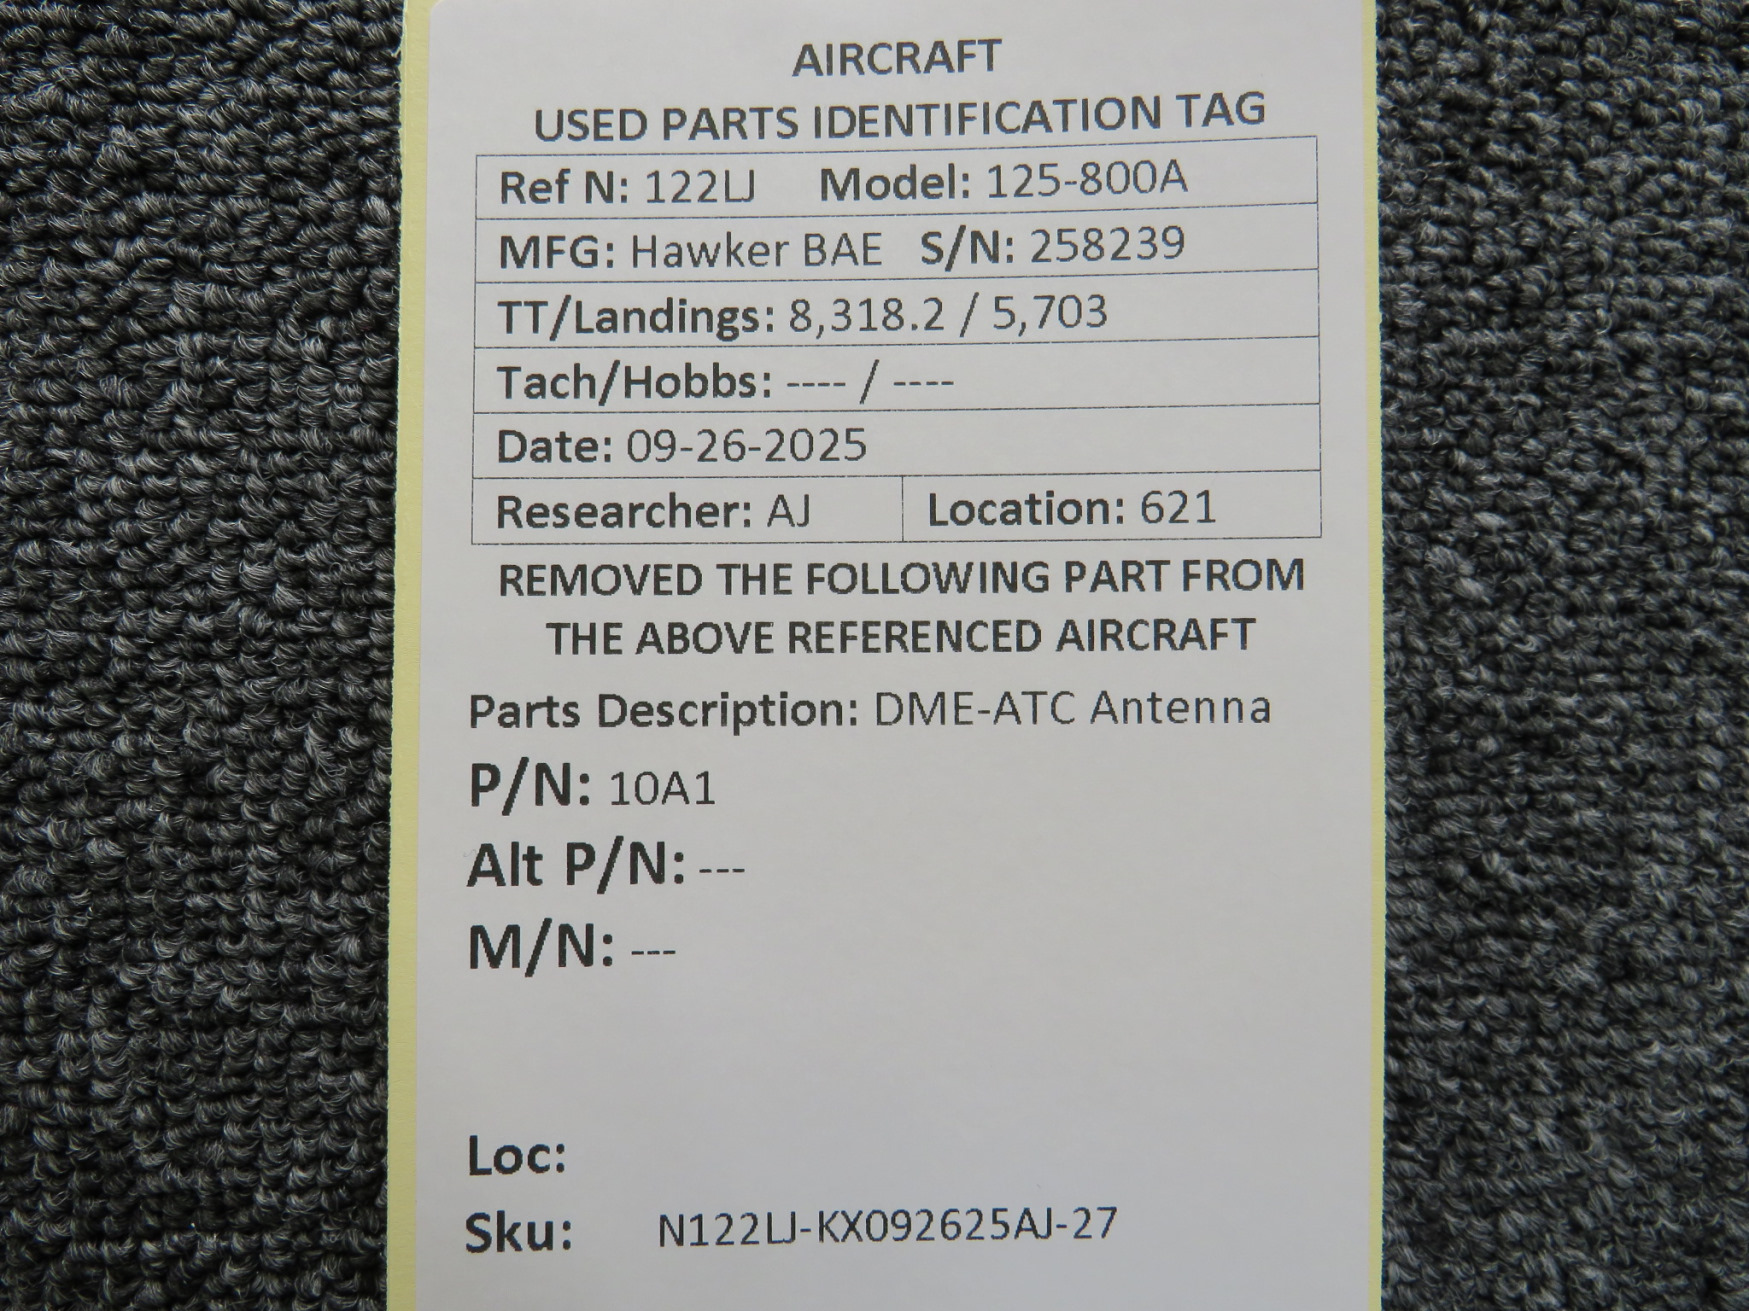 AIRCRAFT
USED PARTS IDENTIFICATION TAG
Ref N: 122LJ Model: 125-800A
MFG: Hawker BAE S/N: 258239
TT/Landings: 8,318.2 / 5,703
Tach/Hobbs: ---- / ----
Date: 09-26-2025
Researcher: AJ Location: 621
REMOVED THE FOLLOWING PART FROM
THE ABOVE REFERENCED AIRCRAFT
Parts Description: DME-ATC Antenna
P/N: 10A1
Alt P/N: ---
M/N: ---
Loc:
Sku: N122LJ-KX092625AJ-27